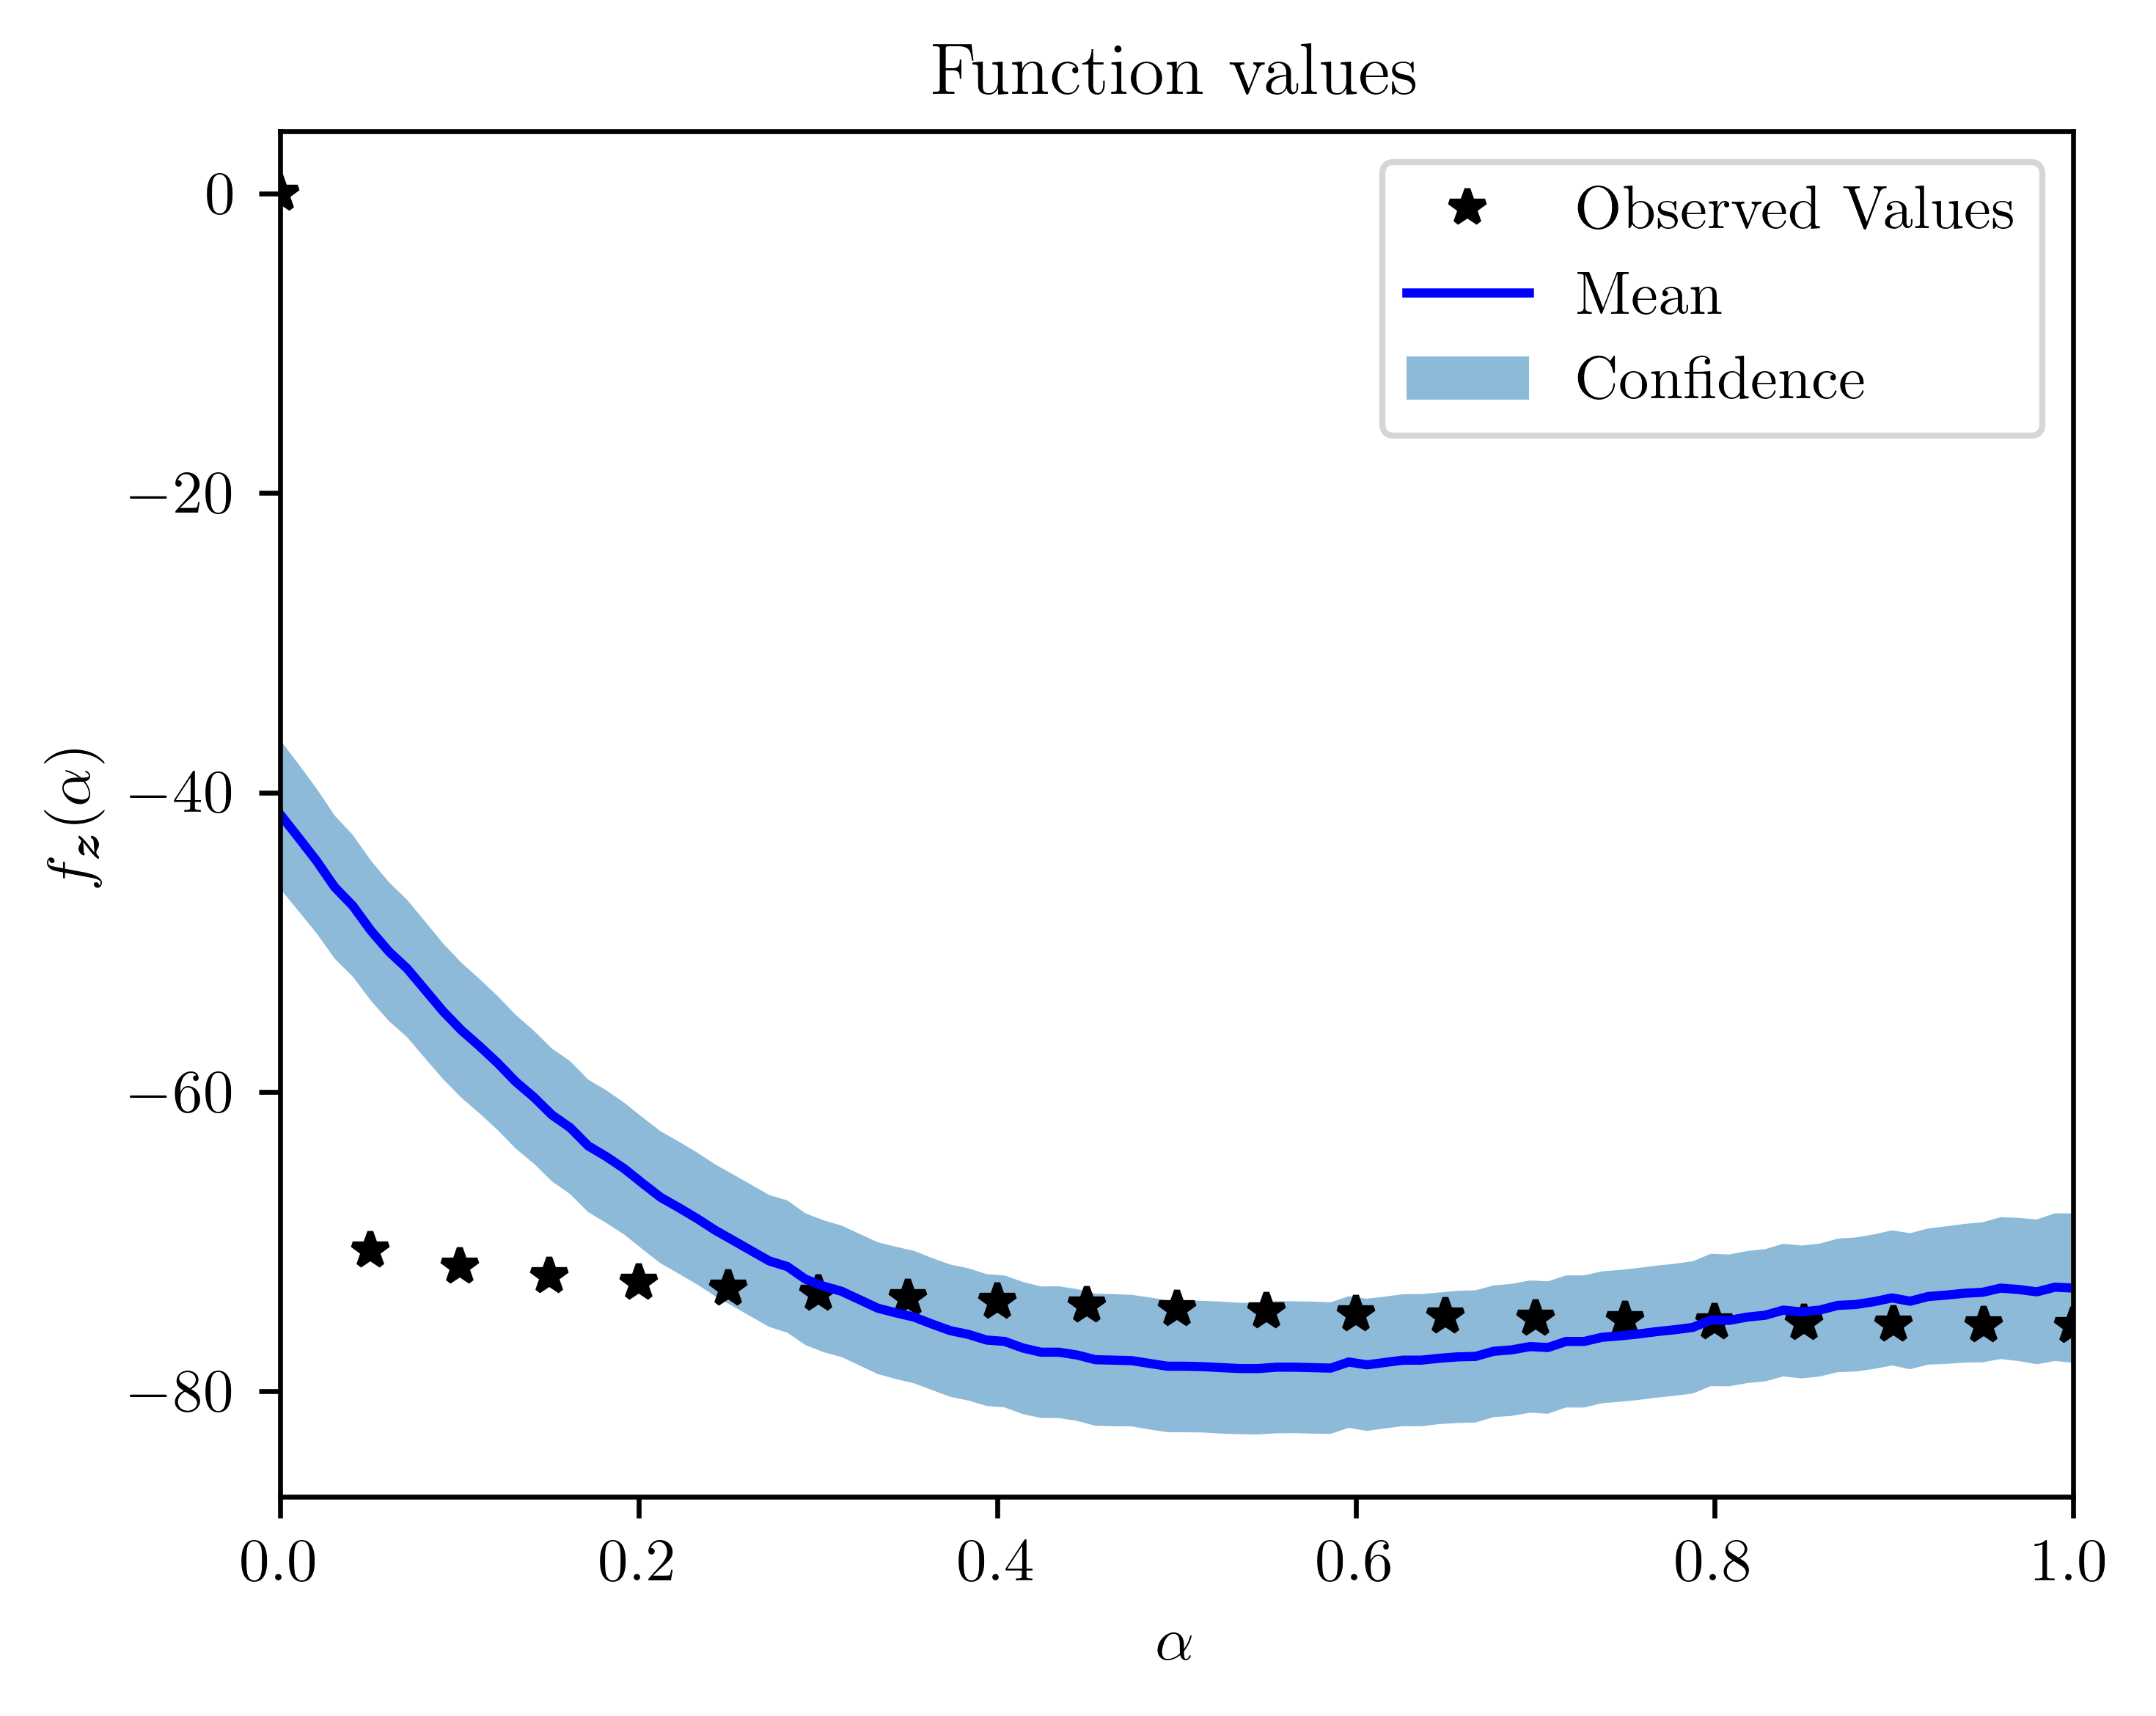 Function values
Observed Values
Mean
Confidence
0
−20
−40
−60
−80
f_z(α)
0.0 0.2 0.4 0.6 0.8 1.0
α